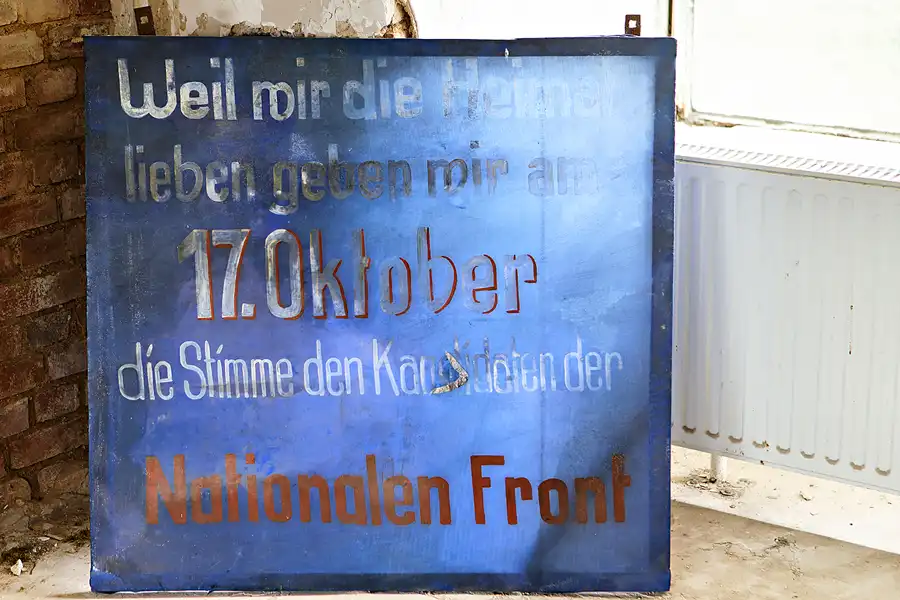 Weil wir die Heimat
lieben geben wir am
17. Oktober
die Stimme den Kandidaten der
Nationalen Front